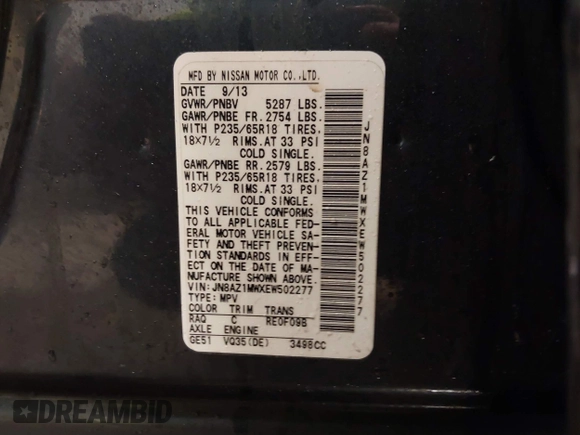 MFD BY NISSAN MOTOR CO.,LTD.
DATE 9/13
GVWR/PNBV 5287 LBS.
GAWR/PNBE FR. 2754 LBS.
WITH P235/65R18 TIRES,
18×7½ RIMS.AT 33 PSI
COLD SINGLE.
GAWR/PNBE RR. 2579 LBS.
WITH P235/65R18 TIRES,
18×7½ RIMS.AT 33 PSI
COLD SINGLE.
THIS VEHICLE CONFORMS
TO ALL APPLICABLE FED-
ERAL MOTOR VEHICLE SA-
FETY AND THEFT PREVEN-
TION STANDARDS IN EFF-
ECT ON THE DATE OF MA-
NUFACTURE SHOWN ABOVE.
VIN: JN8AZ1MWXEW502277
TYPE: MPV
COLOR TRIM TRANS
RAQ C RE0F09B
AXLE ENGINE
GE51 VQ35(DE) 3498CC
JN8AZ1MWXEW502277
DREAMBID